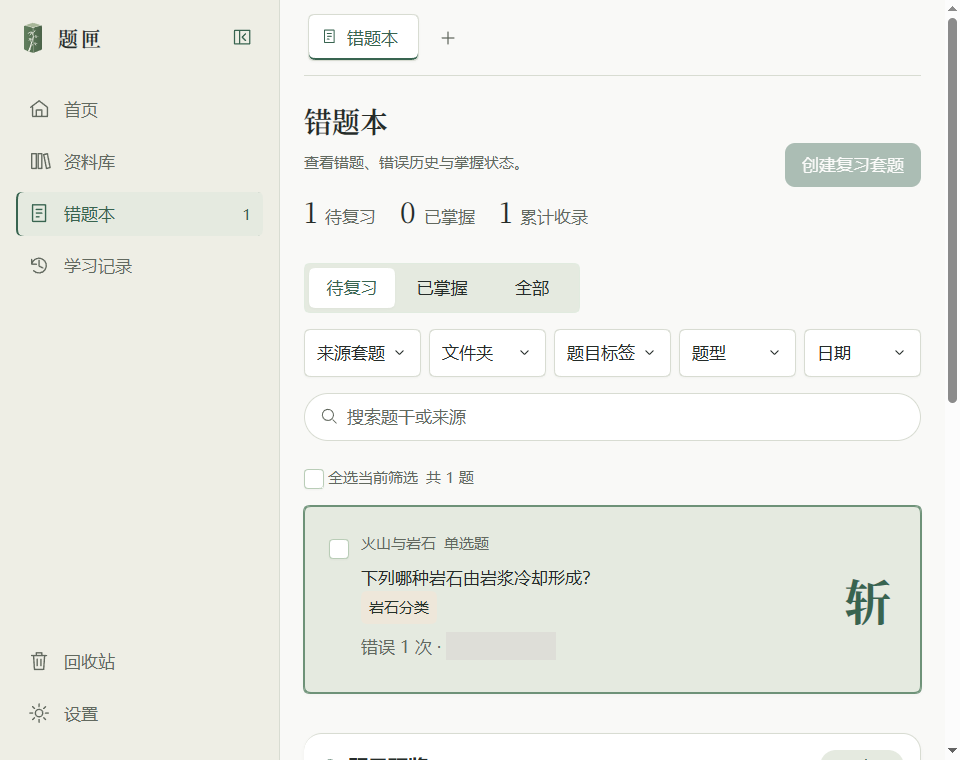 题匣
首页
资料库
错题本 1
学习记录
回收站
设置
错题本
错题本
查看错题、错误历史与掌握状态。
创建复习套题
1 待复习 0 已掌握 1 累计收录
待复习 已掌握 全部
来源套题 文件夹 题目标签 题型 日期
搜索题干或来源
全选当前筛选 共 1 题
火山与岩石 单选题
下列哪种岩石由岩浆冷却形成?
岩石分类
错误 1 次 ·
斩